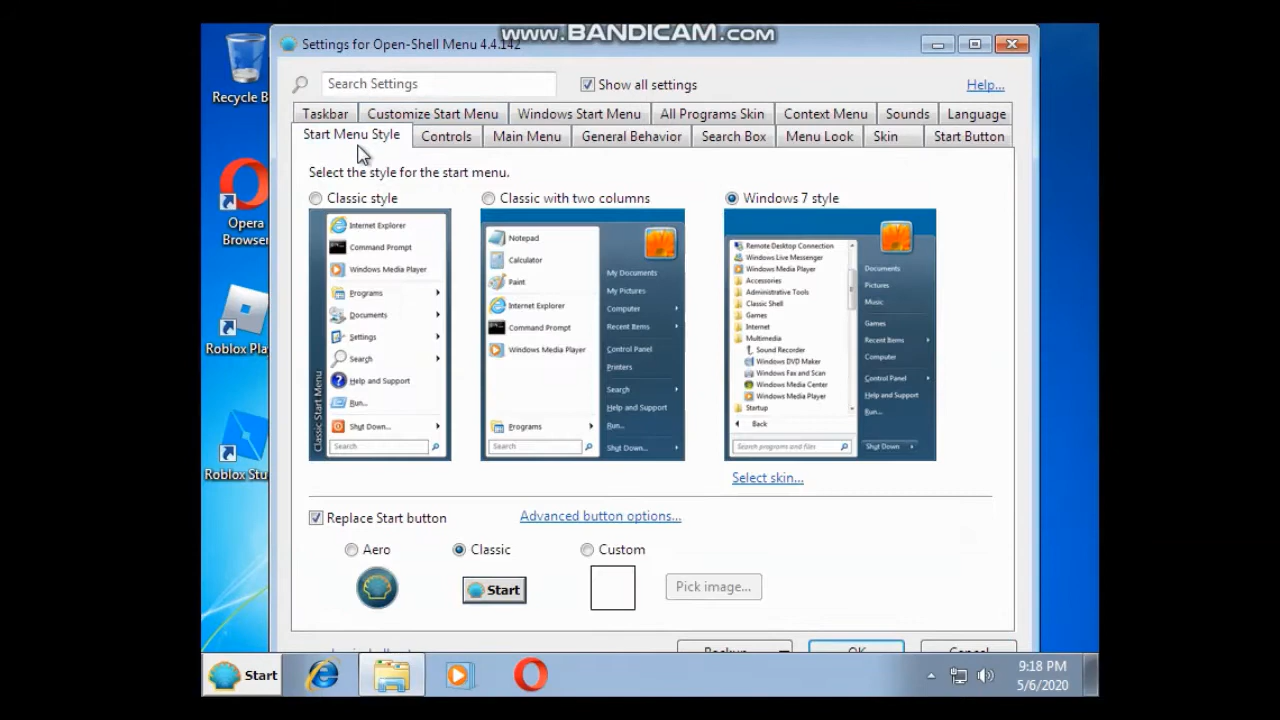 www.BANDICAM.com
Settings for Open-Shell Menu 4.4.142
Recycle B
Search Settings
Show all settings
Help...
Taskbar
Customize Start Menu
Windows Start Menu
All Programs Skin
Context Menu
Sounds
Language
Start Menu Style
Controls
Main Menu
General Behavior
Search Box
Menu Look
Skin
Start Button
Select the style for the start menu.
Classic style
Classic with two columns
Windows 7 style
Internet Explorer
Command Prompt
Windows Media Player
Programs
Documents
Settings
Search
Help and Support
Run...
Shut Down...
Search
Classic Start Menu
Notepad
Calculator
Paint
Internet Explorer
Command Prompt
Windows Media Player
Programs
Search
My Documents
My Pictures
Computer
Recent Items
Control Panel
Printers
Search
Help and Support
Run...
Shut Down...
Remote Desktop Connection
Windows Live Messenger
Windows Media Player
Accessories
Administrative Tools
Classic Shell
Games
Internet
Multimedia
Sound Recorder
Windows DVD Maker
Windows Fax and Scan
Windows Media Center
Windows Media Player
Startup
Back
Search programs and files
Documents
Pictures
Music
Games
Recent Items
Computer
Control Panel
Help and Support
Run...
Shut Down
Opera
Browser
Roblox Pla
Roblox Stu
Select skin...
Replace Start button
Advanced button options...
Aero
Classic
Custom
Start
Pick image...
Backup
OK
Cancel
Start
9:18 PM
5/6/2020